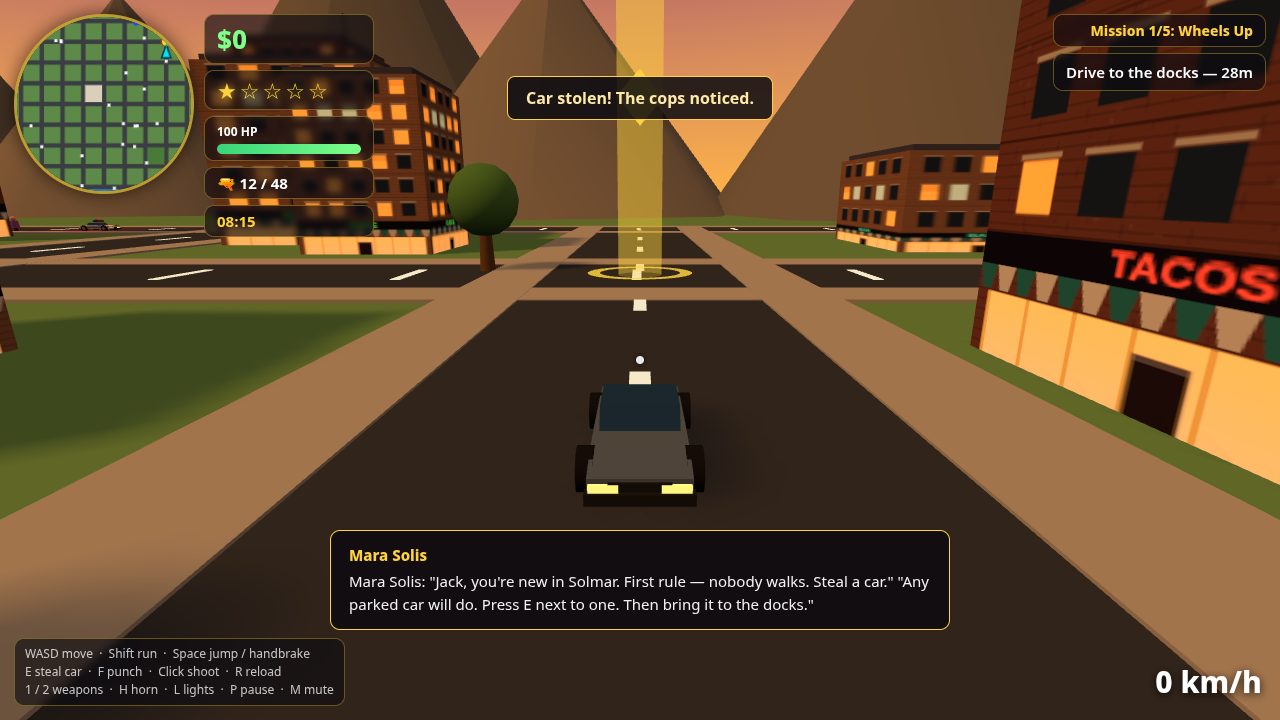 $0
★☆☆☆☆
100 HP
12 / 48
08:15
Mission 1/5: Wheels Up
Drive to the docks — 28m
Car stolen! The cops noticed.
TACOS
Mara Solis
Mara Solis: "Jack, you're new in Solmar. First rule — nobody walks. Steal a car." "Any
parked car will do. Press E next to one. Then bring it to the docks."
WASD move · Shift run · Space jump / handbrake
E steal car · F punch · Click shoot · R reload
1 / 2 weapons · H horn · L lights · P pause · M mute
0 km/h